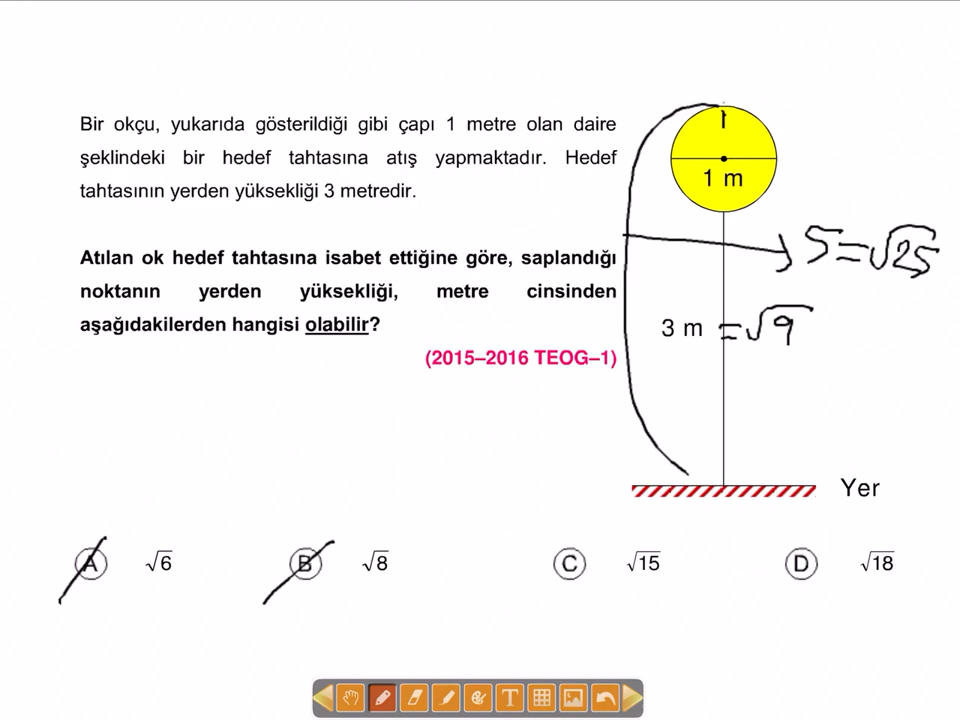 Bir okçu, yukarıda gösterildiği gibi çapı 1 metre olan daire
şeklindeki bir hedef tahtasına atış yapmaktadır. Hedef
tahtasının yerden yüksekliği 3 metredir.
Atılan ok hedef tahtasına isabet ettiğine göre, saplandığı
noktanın yerden yüksekliği, metre cinsinden
aşağıdakilerden hangisi olabilir?
(2015–2016 TEOG–1)
1 m
5=√25
3 m =√9
Yer
A √6 B √8 C √15 D √18
T